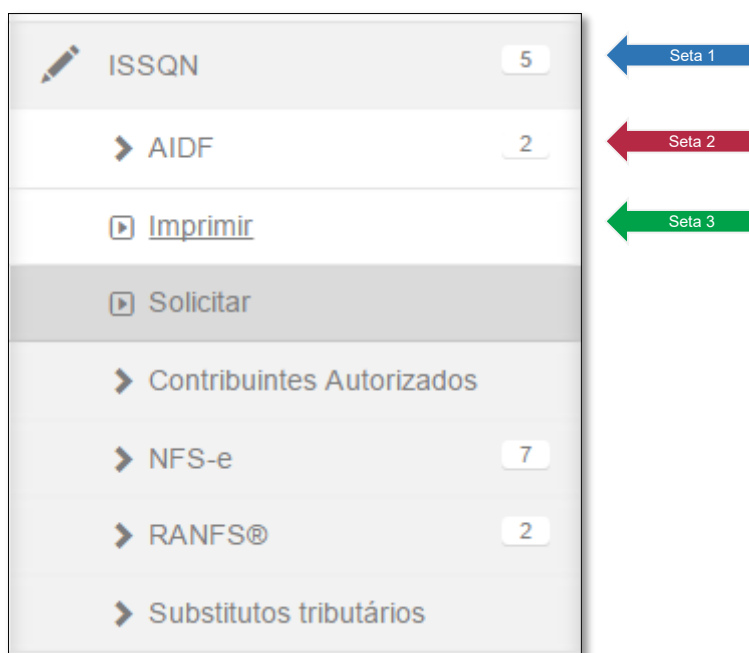 ISSQN 5 Seta 1
AIDF 2 Seta 2
Imprimir Seta 3
Solicitar
Contribuintes Autorizados
NFS-e 7
RANFS® 2
Substitutos tributários